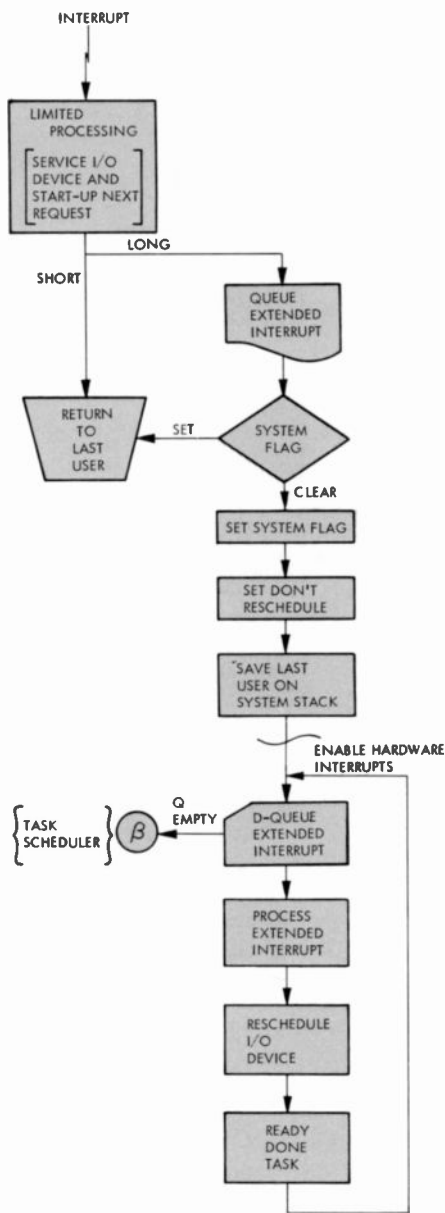 INTERRUPT
LIMITED
PROCESSING
SERVICE I/O
DEVICE AND
START-UP NEXT
REQUEST
LONG
SHORT
QUEUE
EXTENDED
INTERRUPT
RETURN
TO
LAST
USER
SET
SYSTEM
FLAG
CLEAR
SET SYSTEM FLAG
SET DON'T
RESCHEDULE
SAVE LAST
USER ON
SYSTEM STACK
ENABLE HARDWARE
INTERRUPTS
TASK
SCHEDULER
β
Q
EMPTY
D-QUEUE
EXTENDED
INTERRUPT
PROCESS
EXTENDED
INTERRUPT
RESCHEDULE
I/O
DEVICE
READY
DONE
TASK